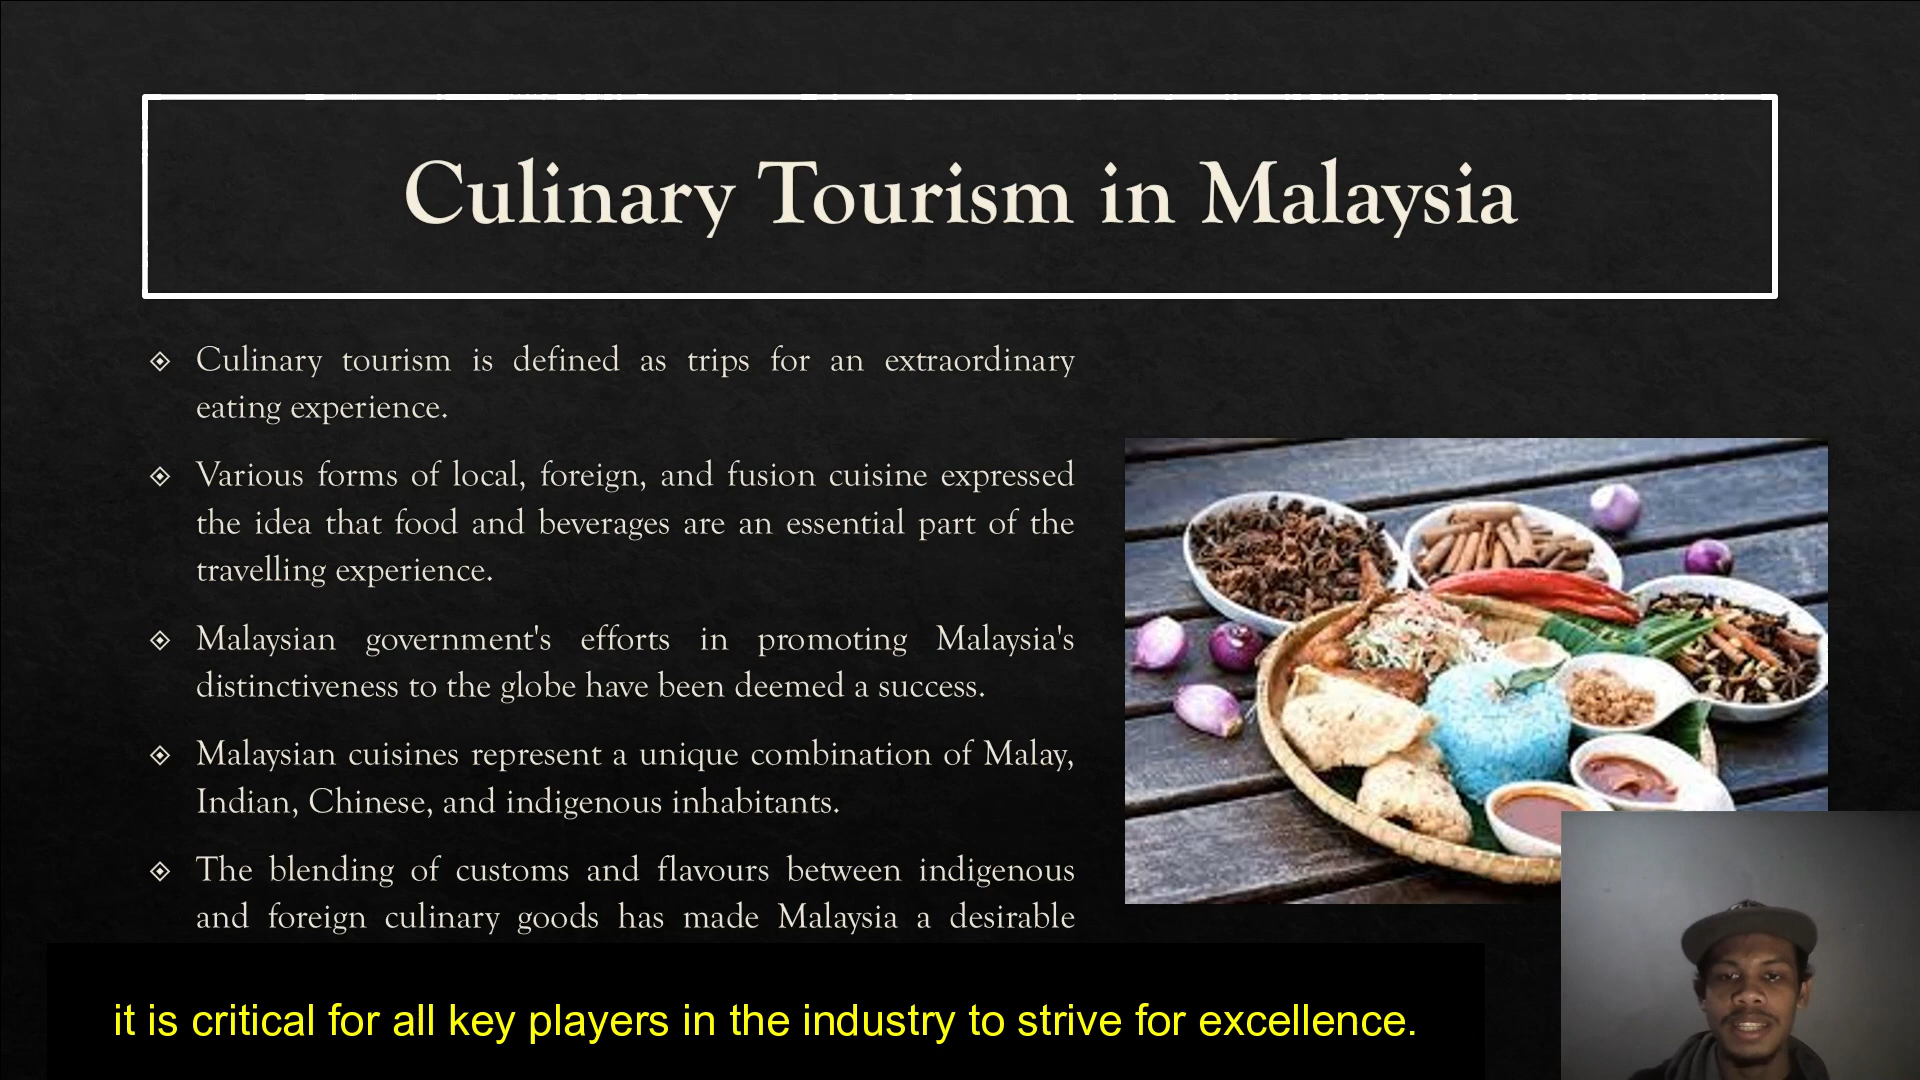 Culinary Tourism in Malaysia
Culinary tourism is defined as trips for an extraordinary
eating experience.
Various forms of local, foreign, and fusion cuisine expressed
the idea that food and beverages are an essential part of the
travelling experience.
Malaysian government's efforts in promoting Malaysia's
distinctiveness to the globe have been deemed a success.
Malaysian cuisines represent a unique combination of Malay,
Indian, Chinese, and indigenous inhabitants.
The blending of customs and flavours between indigenous
and foreign culinary goods has made Malaysia a desirable
it is critical for all key players in the industry to strive for excellence.